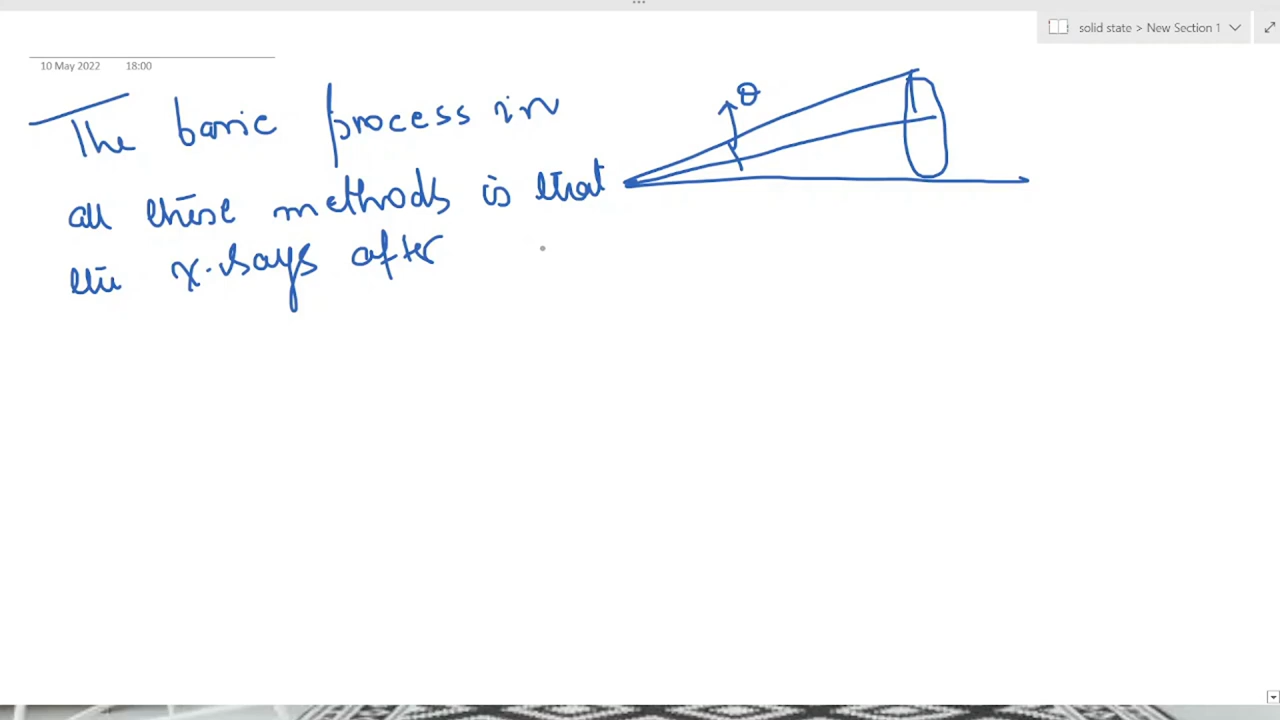 solid state > New Section 1
10 May 2022 18:00
The basic process in
all these methods is that
the x-rays after
θ